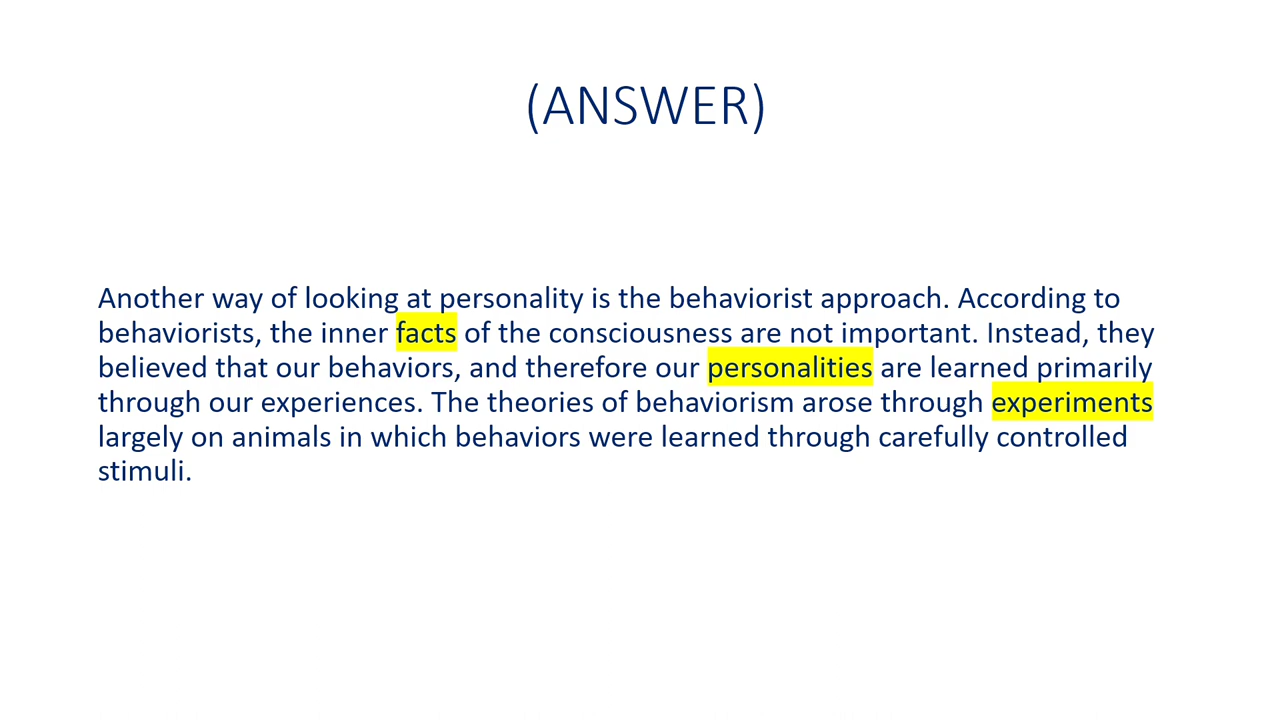 (ANSWER)
Another way of looking at personality is the behaviorist approach. According to
behaviorists, the inner facts of the consciousness are not important. Instead, they
believed that our behaviors, and therefore our personalities are learned primarily
through our experiences. The theories of behaviorism arose through experiments
largely on animals in which behaviors were learned through carefully controlled
stimuli.